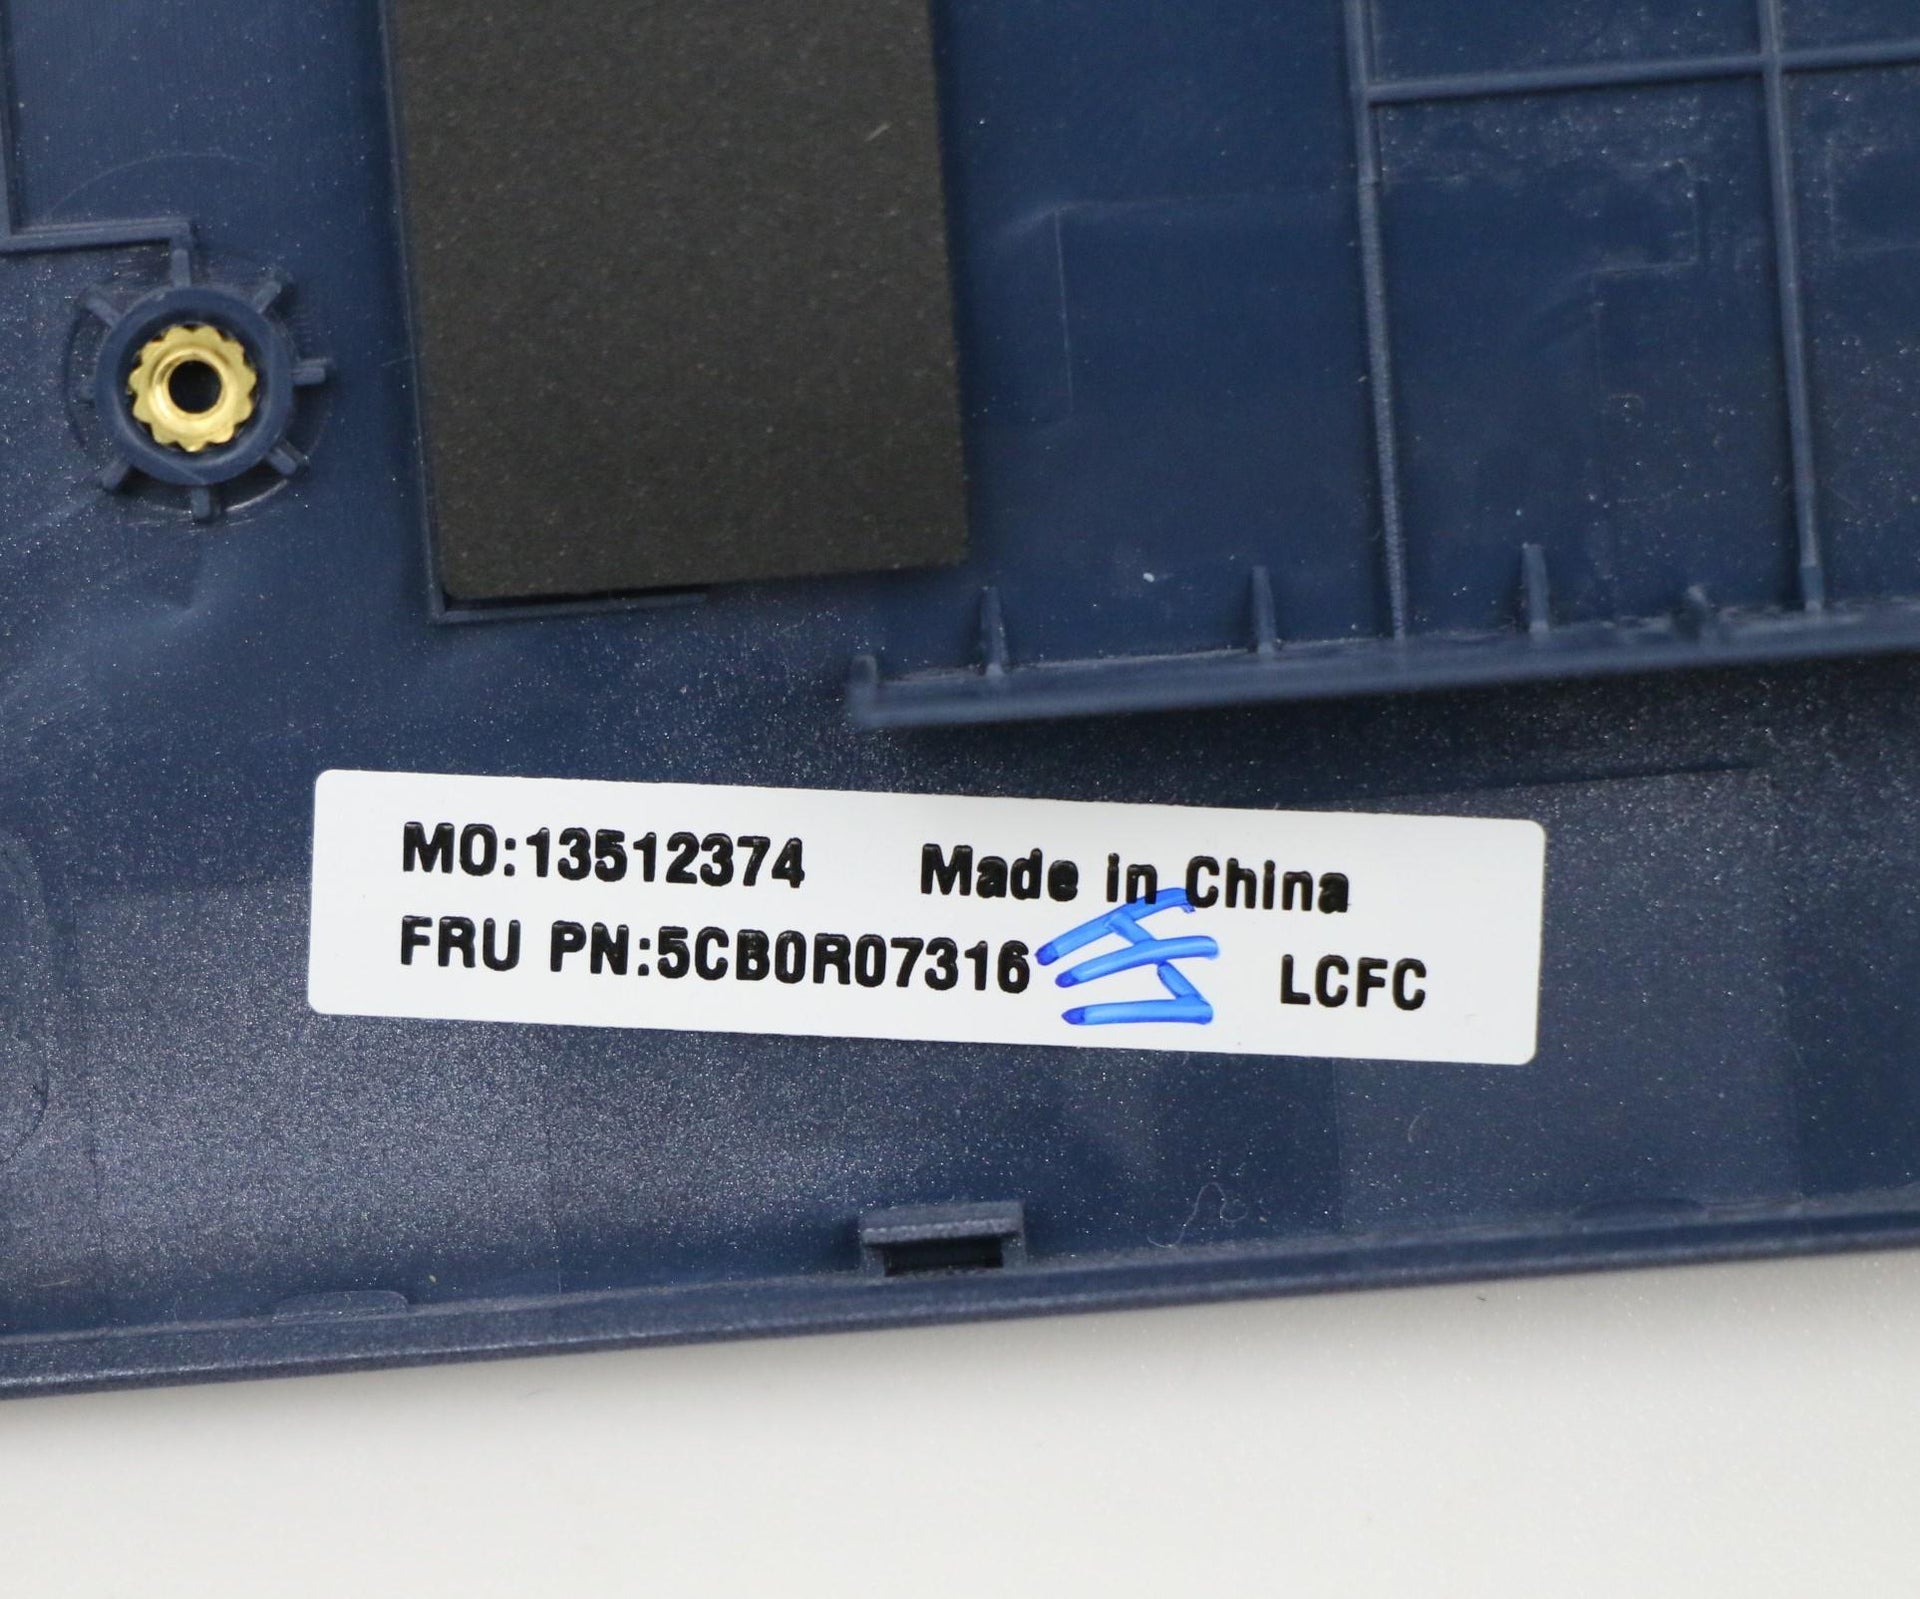 MO:13512374 Made in China
FRU PN:5CB0R07316 LCFC